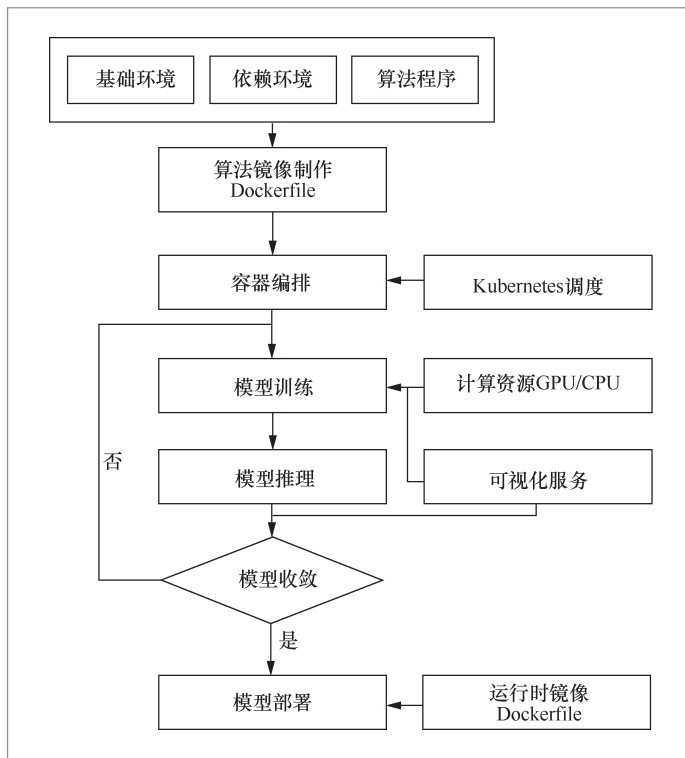 基础环境
依赖环境
算法程序
算法镜像制作
Dockerfile
容器编排
Kubernetes调度
模型训练
计算资源GPU/CPU
否
模型推理
可视化服务
模型收敛
是
模型部署
运行时镜像
Dockerfile